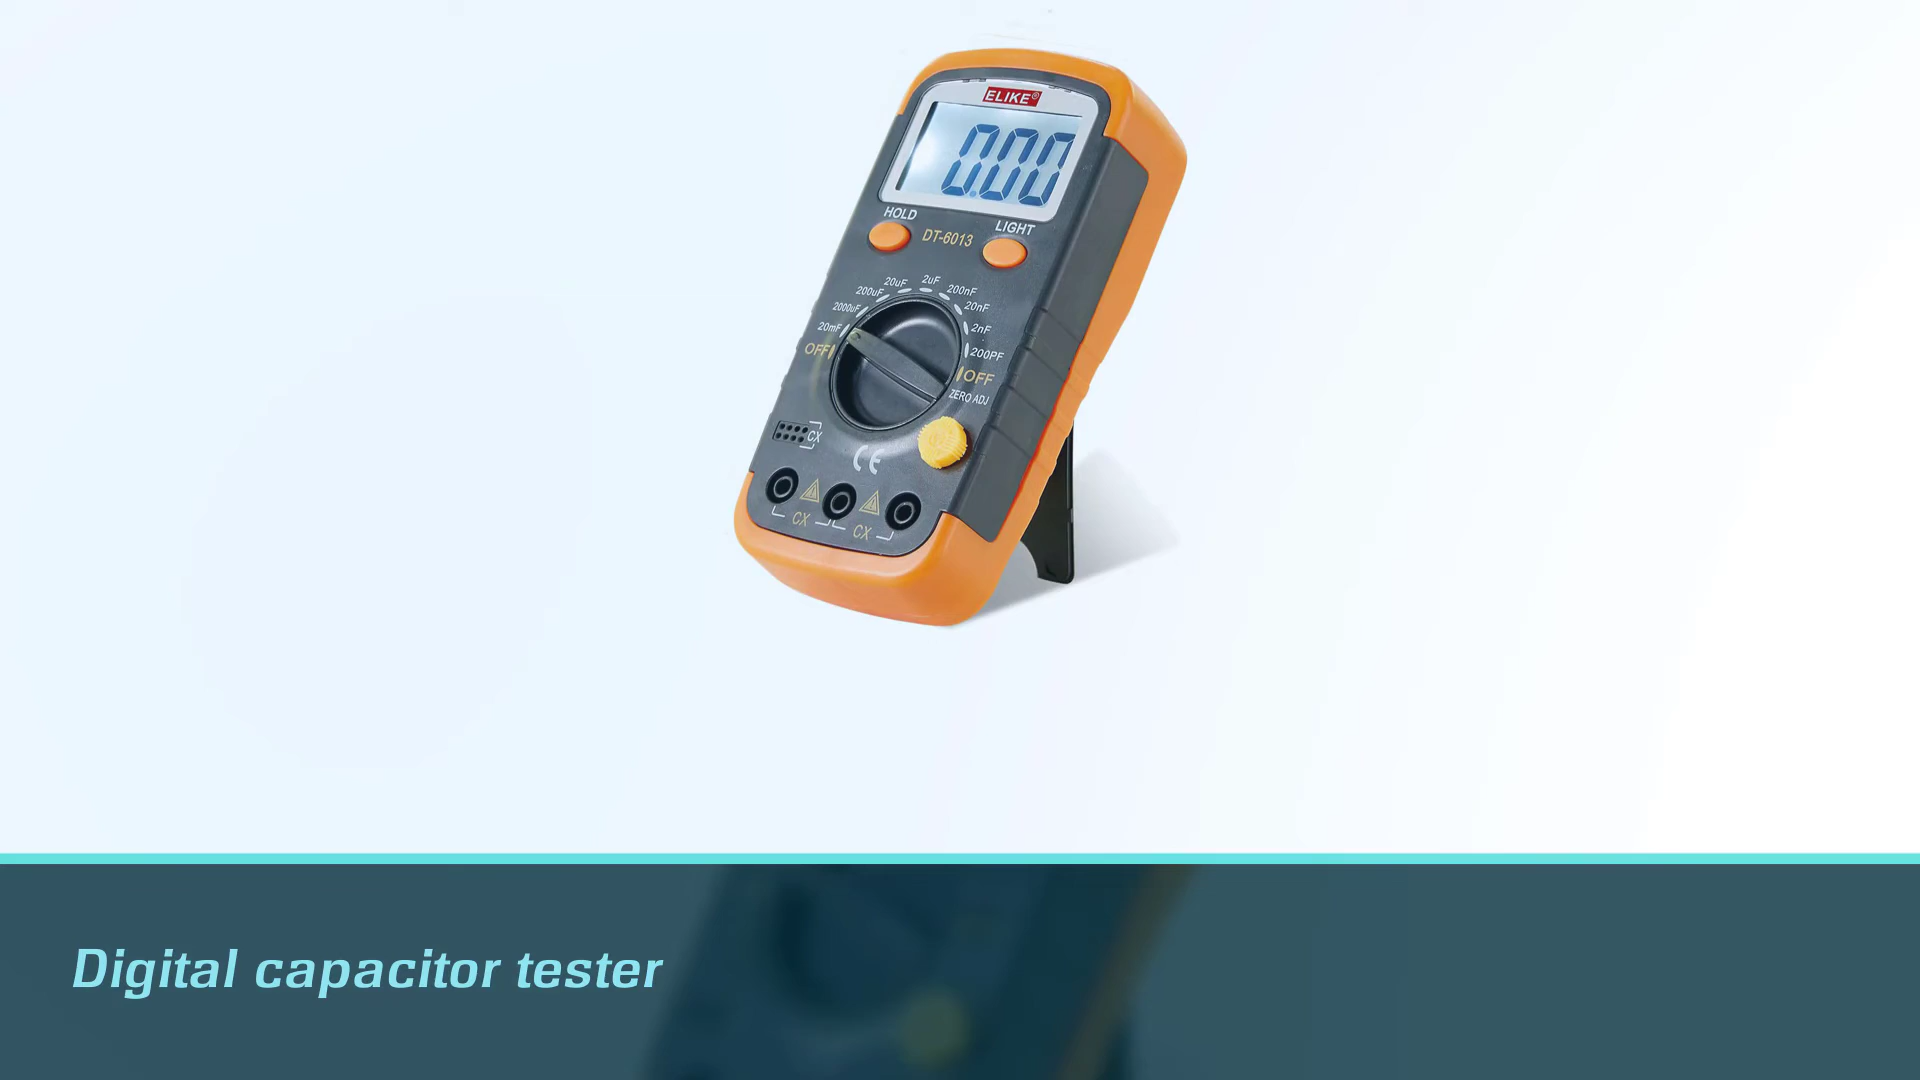 ELIKE®
0.00
HOLD
DT-6013
LIGHT
20uF
2uF
200nF
200uF
20nF
2000uF
2nF
20mF
200PF
OFF
OFF
ZERO ADJ
CX
CE
CX
CX
Digital capacitor tester